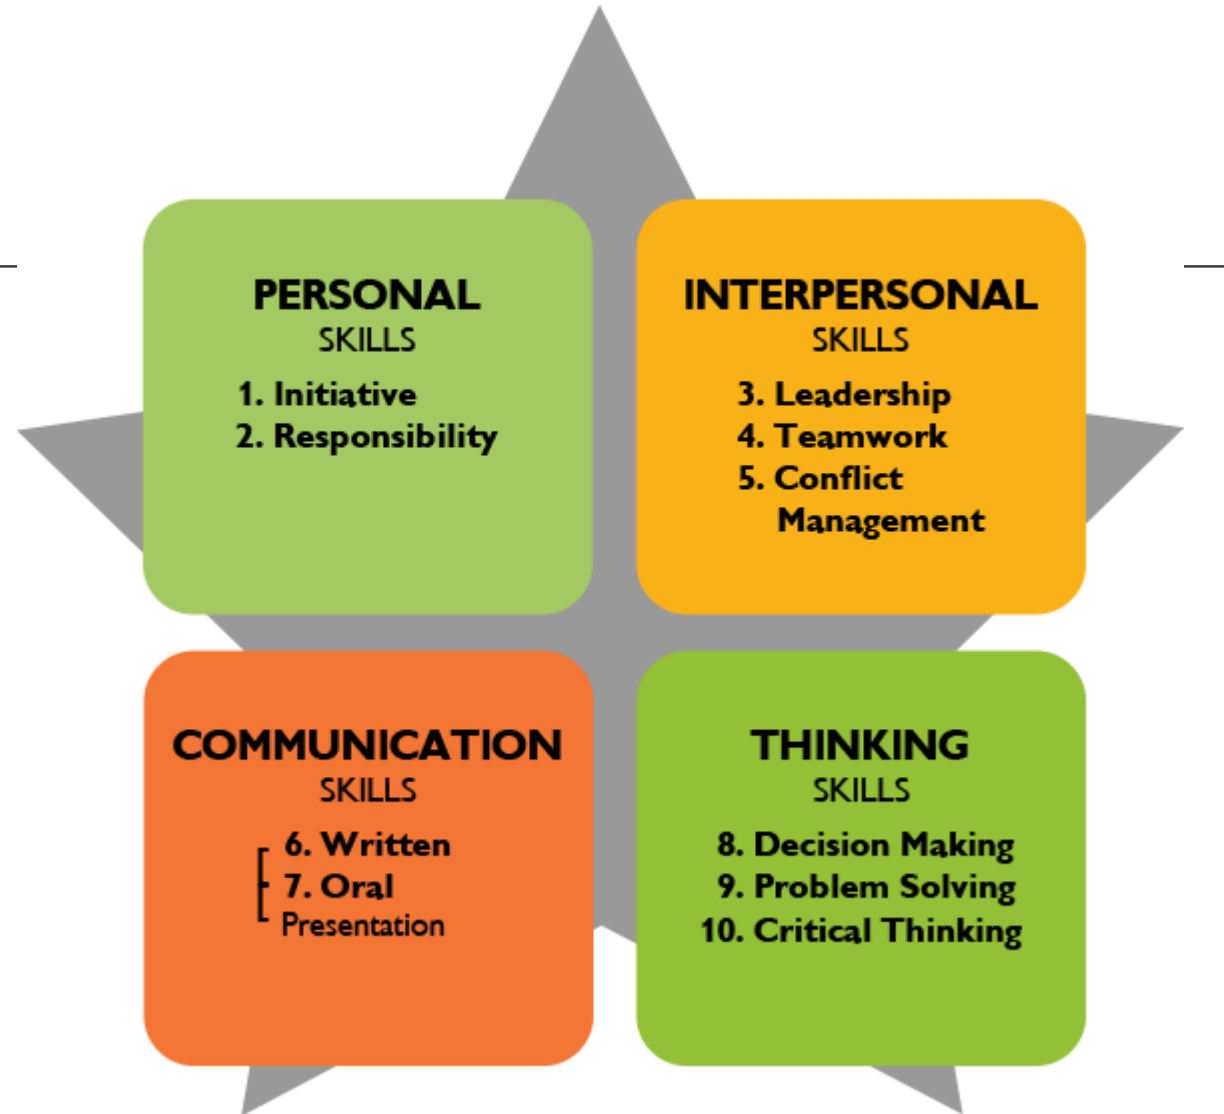 PERSONAL
SKILLS
1. Initiative
2. Responsibility
INTERPERSONAL
SKILLS
3. Leadership
4. Teamwork
5. Conflict
Management
COMMUNICATION
SKILLS
6. Written
7. Oral
Presentation
THINKING
SKILLS
8. Decision Making
9. Problem Solving
10. Critical Thinking